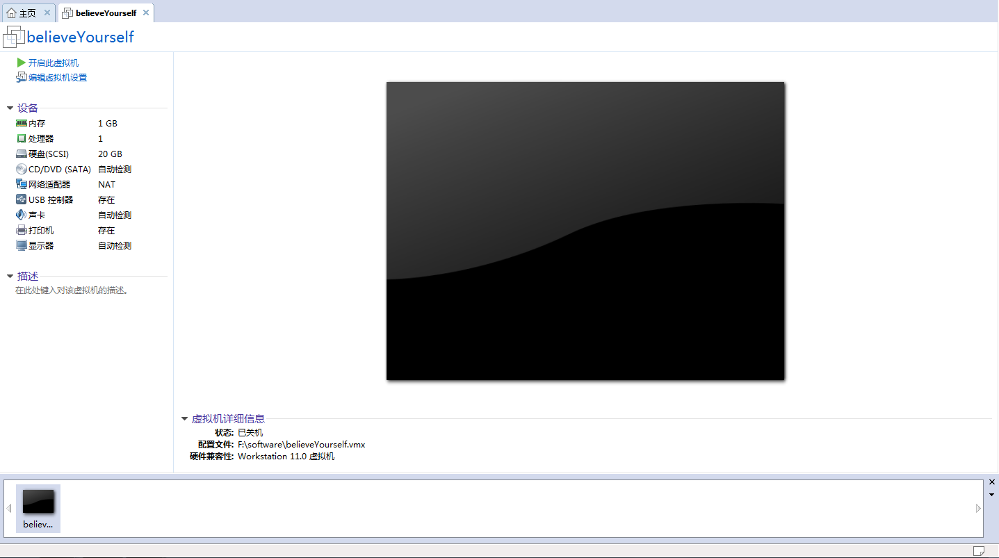 主页
believeYourself
believeYourself
开启此虚拟机
编辑虚拟机设置
设备
内存 1 GB
处理器 1
硬盘(SCSI) 20 GB
CD/DVD (SATA) 自动检测
网络适配器 NAT
USB 控制器 存在
声卡 自动检测
打印机 存在
显示器 自动检测
描述
在此处键入对该虚拟机的描述。
虚拟机详细信息
状态: 已关机
配置文件: F:\software\believeYourself.vmx
硬件兼容性: Workstation 11.0 虚拟机
believ...